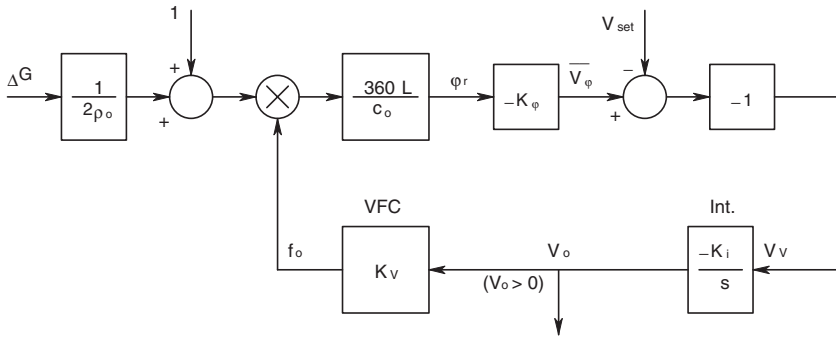 1
V set
ΔG
1
2ρo
+
+
360 L
co
φr
−Kφ
Vφ
−
+
−1
VFC
Int.
fo
KV
Vo
(Vo > 0)
−Ki
s
VV